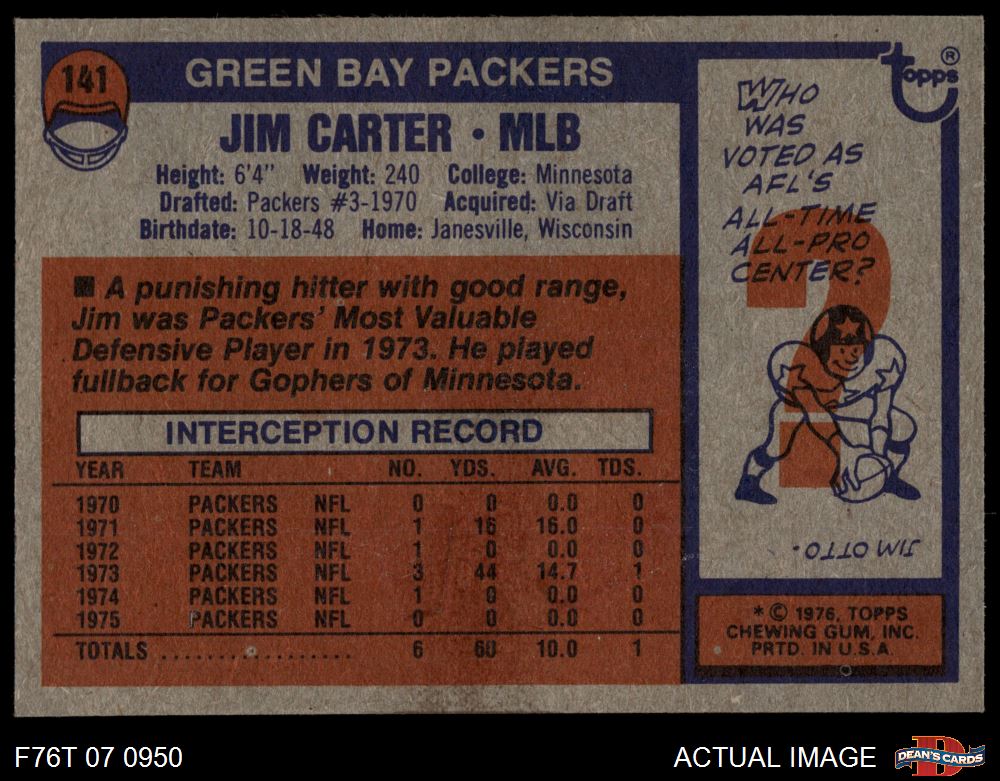 141
GREEN BAY PACKERS
JIM CARTER • MLB
Height: 6'4" Weight: 240 College: Minnesota
Drafted: Packers #3-1970 Acquired: Via Draft
Birthdate: 10-18-48 Home: Janesville, Wisconsin
■ A punishing hitter with good range,
Jim was Packers' Most Valuable
Defensive Player in 1973. He played
fullback for Gophers of Minnesota.
INTERCEPTION RECORD
YEAR TEAM NO. YDS. AVG. TDS.
1970 PACKERS NFL 0 0 0.0 0
1971 PACKERS NFL 1 16 16.0 0
1972 PACKERS NFL 1 0 0.0 0
1973 PACKERS NFL 3 44 14.7 1
1974 PACKERS NFL 1 0 0.0 0
1975 PACKERS NFL 0 0 0.0 0
TOTALS .................. 6 60 10.0 1
topps®
WHO
WAS
VOTED AS
AFL'S
ALL-TIME
ALL-PRO
CENTER?
?
JIM OTTO.
* © 1976, TOPPS
CHEWING GUM, INC.
PRTD. IN U.S.A.
F76T 07 0950
ACTUAL IMAGE
D
DEAN'S CARDS